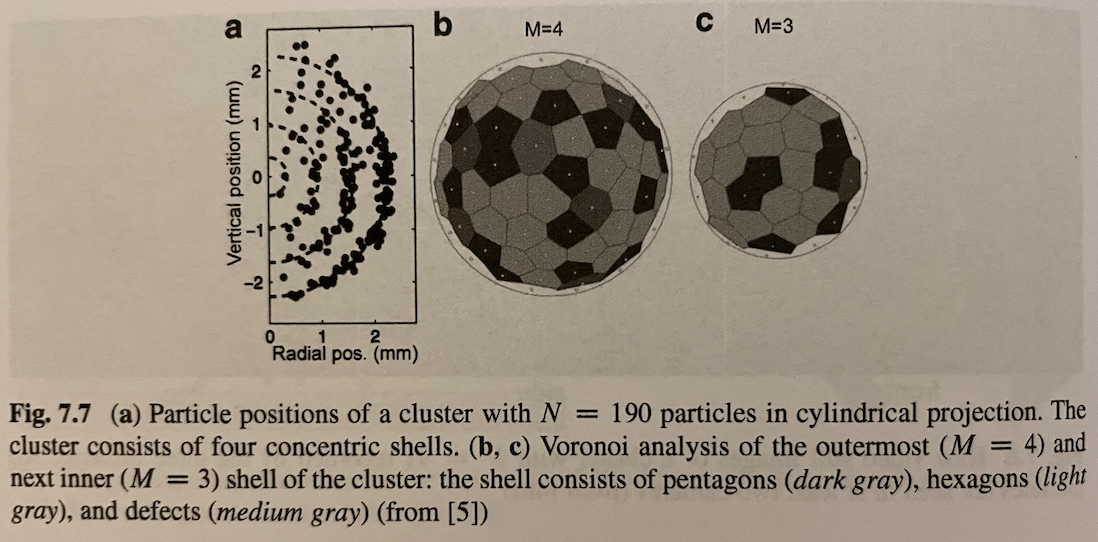 a
b
M=4
c
M=3
Vertical position (mm)
2
1
0
−1
−2
0 1 2
Radial pos. (mm)
Fig. 7.7 (a) Particle positions of a cluster with N = 190 particles in cylindrical projection. The
cluster consists of four concentric shells. (b, c) Voronoi analysis of the outermost (M = 4) and
next inner (M = 3) shell of the cluster: the shell consists of pentagons (dark gray), hexagons (light
gray), and defects (medium gray) (from [5])